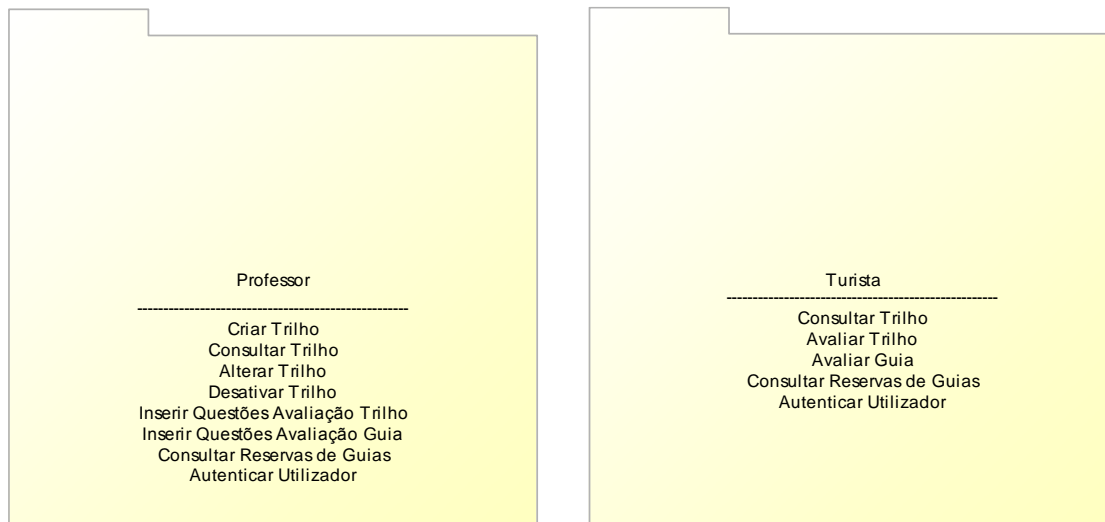 Professor
----------------------------------------------------
Criar Trilho
Consultar Trilho
Alterar Trilho
Desativar Trilho
Inserir Questões Avaliação Trilho
Inserir Questões Avaliação Guia
Consultar Reservas de Guias
Autenticar Utilizador
Turista
----------------------------------------------------
Consultar Trilho
Avaliar Trilho
Avaliar Guia
Consultar Reservas de Guias
Autenticar Utilizador